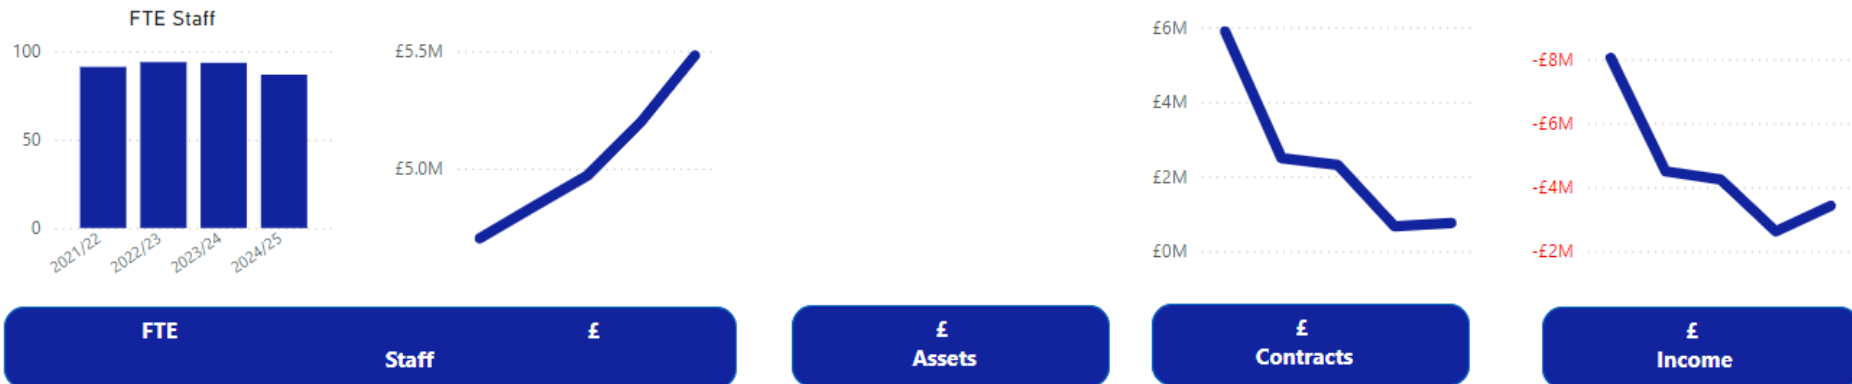 FTE Staff
100
50
0
2021/22
2022/23
2023/24
2024/25
£5.5M
£5.0M
£6M
£4M
£2M
£0M
-£8M
-£6M
-£4M
-£2M
FTE £
Staff
£
Assets
£
Contracts
£
Income